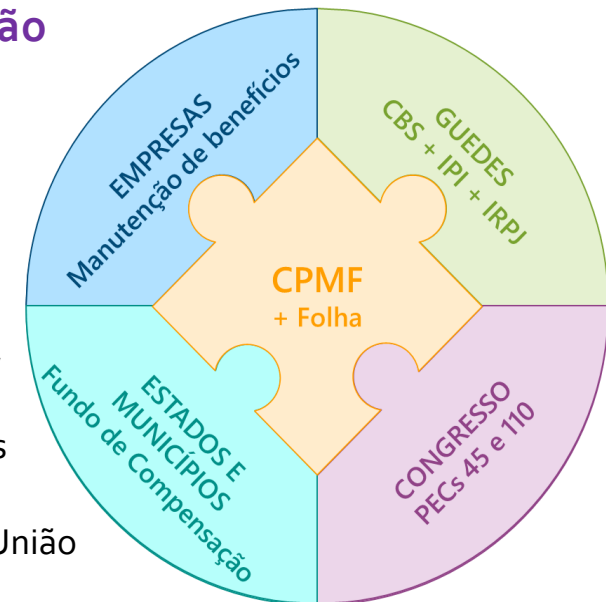 ão
EMPRESAS
Manutenção de benefícios
GUEDES
CBS + IPI + IRPJ
CPMF
+ Folha
ESTADOS E
MUNICÍPIOS
Fundo de Compensação
CONGRESSO
PECs 45 e 110
s
União